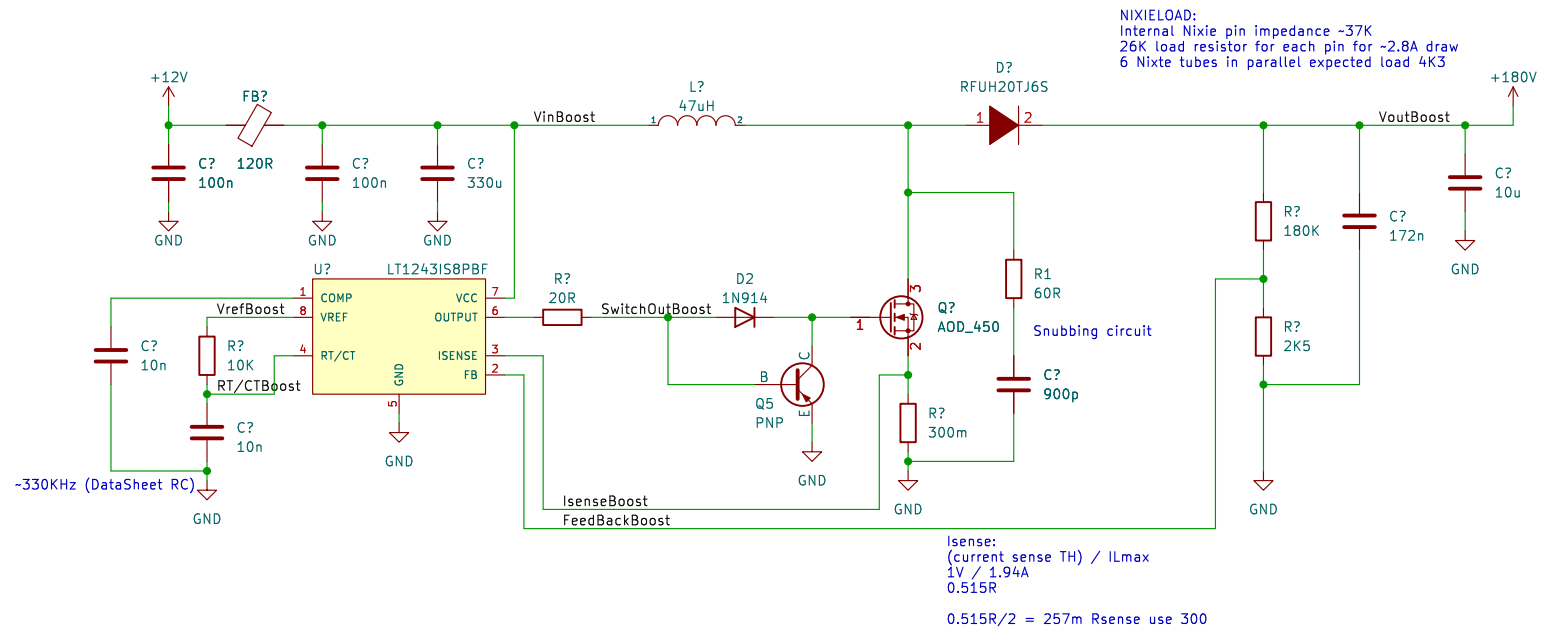 NIXIELOAD:
Internal Nixie pin impedance ~37K
26K load resistor for each pin for ~2.8A draw
6 Nixte tubes in parallel expected load 4K3
+12V
FB?
120R
C?
100n
GND
C?
100n
GND
C?
330u
GND
VinBoost
L?
47uH
1
2
D?
RFUH20TJ6S
1
2
VoutBoost
+180V
C?
10u
GND
R?
180K
C?
172n
R?
2K5
GND
U?
LT1243IS8PBF
1
COMP
8
VREF
4
RT/CT
VCC
7
OUTPUT
6
ISENSE
3
FB
2
GND
5
GND
VrefBoost
R?
10K
RT/CTBoost
C?
10n
C?
10n
~330KHz (DataSheet RC)
GND
R?
20R
SwitchOutBoost
D2
1N914
B
C
E
Q5
PNP
GND
3
1
2
Q?
AOD_450
R1
60R
Snubbing circuit
C?
900p
R?
300m
GND
IsenseBoost
FeedBackBoost
Isense:
(current sense TH) / ILmax
1V / 1.94A
0.515R
0.515R/2 = 257m Rsense use 300